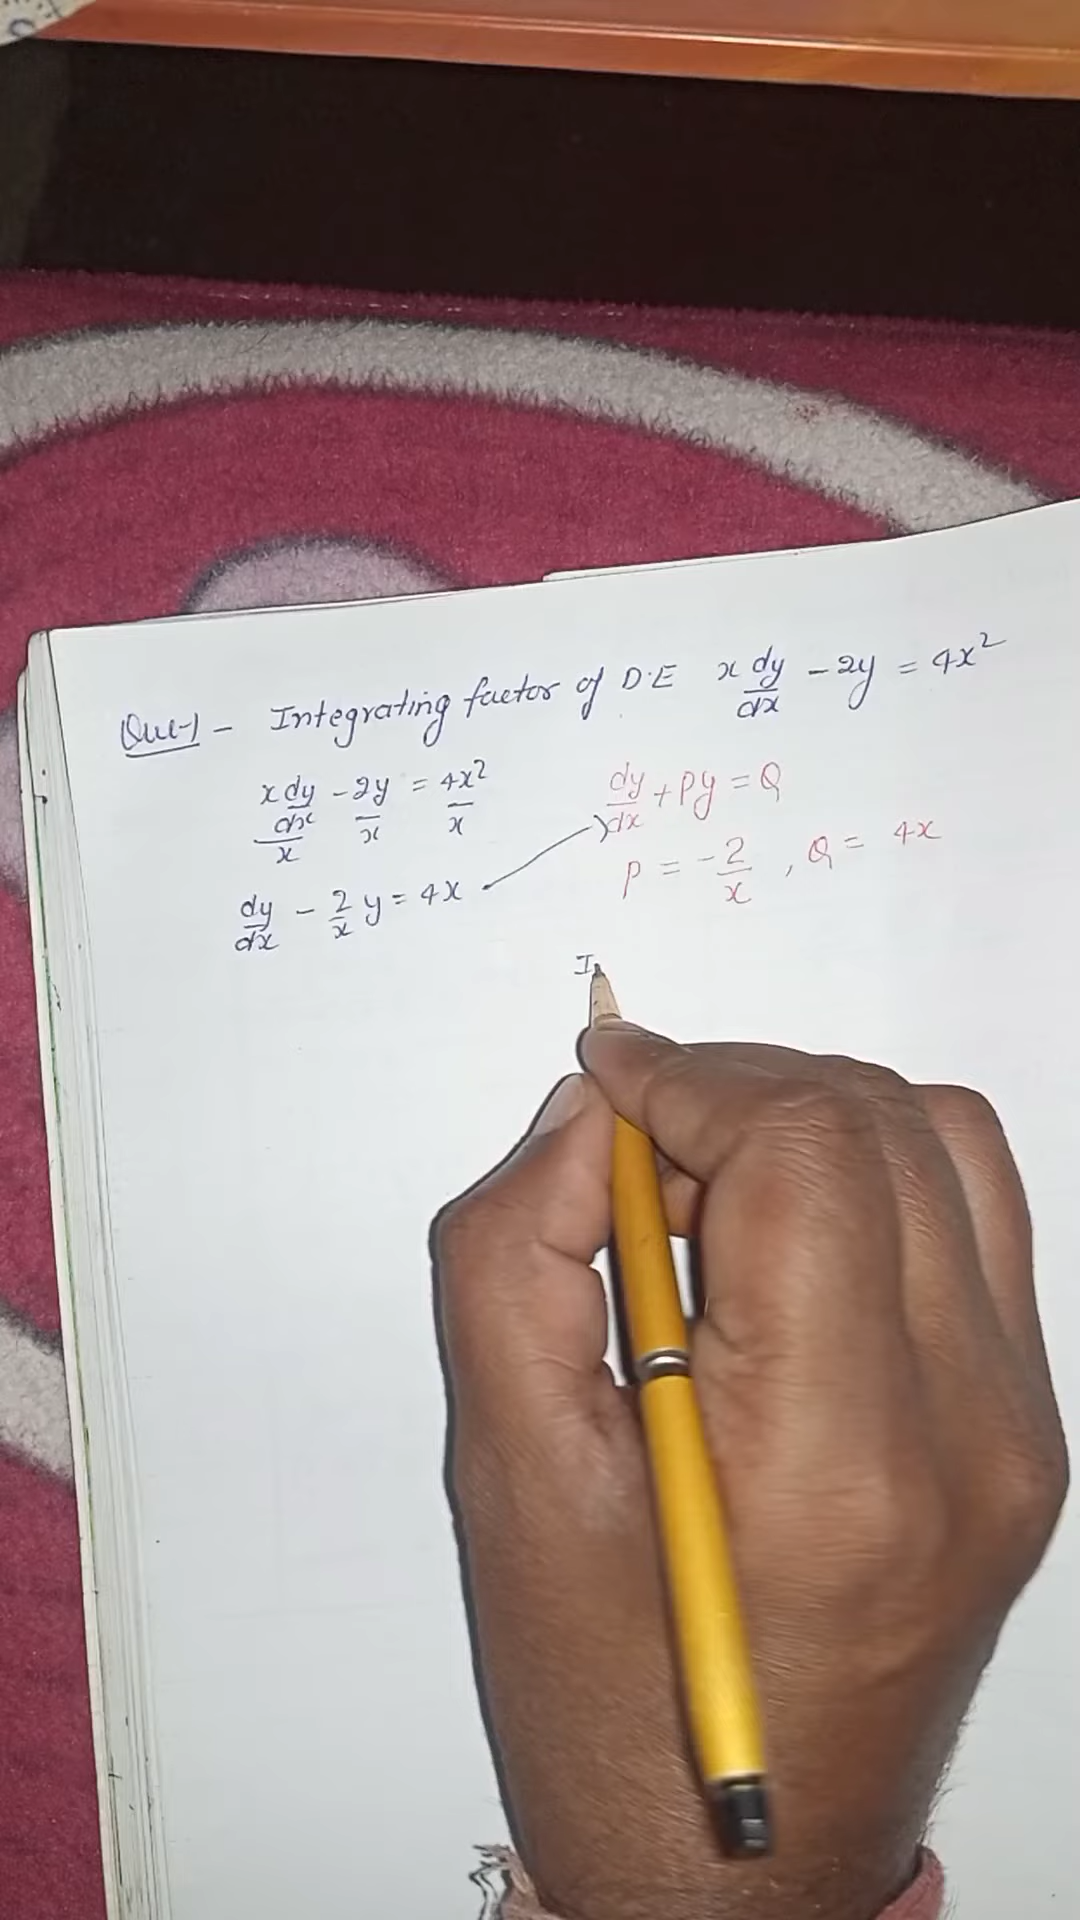 Que-1 - Integrating factor of D.E x dy/dx - 2y = 4x²
x dy/dx / x - 2y/x = 4x²/x
dy/dx + Py = Q
P = -2/x , Q = 4x
dy/dx - 2/x y = 4x
I